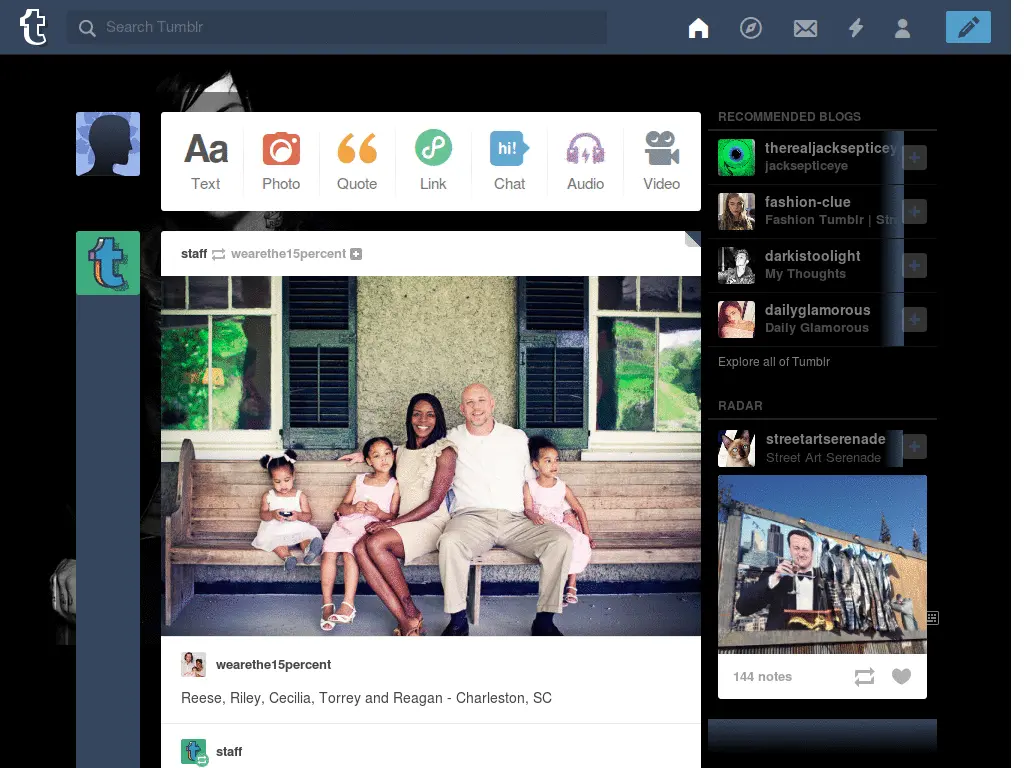 Search Tumblr
Aa
hi!
Text
Photo
Quote
Link
Chat
Audio
Video
staff wearethe15percent
wearethe15percent
Reese, Riley, Cecilia, Torrey and Reagan - Charleston, SC
staff
RECOMMENDED BLOGS
therealjacksepticey
jacksepticeye
fashion-clue
Fashion Tumblr | Str
darkistoolight
My Thoughts
dailyglamorous
Daily Glamorous
Explore all of Tumblr
RADAR
streetartserenade
Street Art Serenade
144 notes